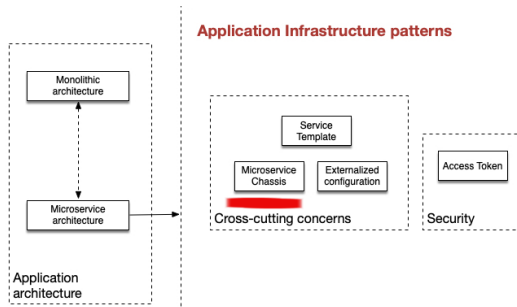 Application Infrastructure patterns
Monolithic
architecture
Microservice
architecture
Application
architecture
Service
Template
Microservice
Chassis
Externalized
configuration
Cross-cutting concerns
Access Token
Security